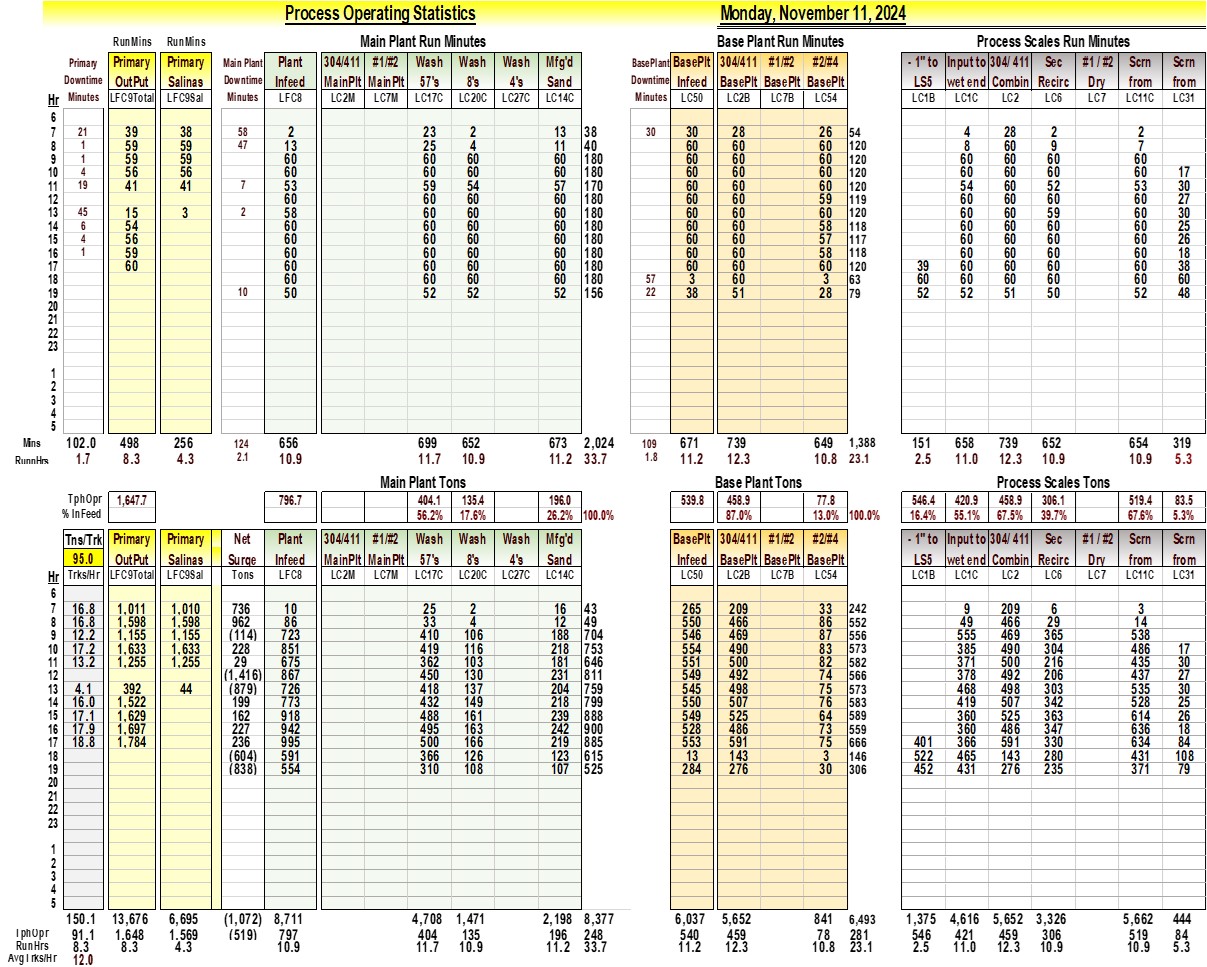 Process Operating Statistics Monday, November 11, 2024
RunMins RunMins Main Plant Run Minutes Base Plant Run Minutes Process Scales Run Minutes
Primary Primary Primary Main Plant Plant 304/411 #1/#2 Wash Wash Wash Mfg'd BasePlant BasePlt 304/411 #1/#2 #2/#4 - 1" to Input to 304/ 411 Sec #1 / #2 Scrn Scrn
Downtime OutPut Salinas Downtime Infeed MainPlt MainPlt 57's 8's 4's Sand Downtime Infeed BasePlt BasePlt BasePlt LS5 wet end Combin Recirc Dry from from
Hr Minutes LFC9Total LFC9Sal Minutes LFC8 LC2M LC7M LC17C LC20C LC27C LC14C Minutes LC50 LC2B LC7B LC54 LC1B LC1C LC2 LC6 LC7 LC11C LC31
6
7 21 39 38 58 2 23 2 13 38 30 30 28 26 54 4 28 2 2
8 1 59 59 47 13 25 4 11 40 60 60 60 120 8 60 9 7
9 1 59 59 60 60 60 60 180 60 60 60 120 60 60 60 60
10 4 56 56 60 60 60 60 180 60 60 60 120 60 60 60 60 17
11 19 41 41 7 53 59 54 57 170 60 60 60 120 54 60 52 53 30
12 60 60 60 60 180 60 60 59 119 60 60 60 60 27
13 45 15 3 2 58 60 60 60 180 60 60 60 120 60 60 59 60 30
14 6 54 60 60 60 60 180 60 60 58 118 60 60 60 60 25
15 4 56 60 60 60 60 180 60 60 57 117 60 60 60 60 26
16 1 59 60 60 60 60 180 60 60 58 118 60 60 60 60 18
17 60 60 60 60 60 180 60 60 60 120 39 60 60 60 60 38
18 60 60 60 60 180 57 3 60 3 63 60 60 60 60 60 60
19 10 50 52 52 52 156 22 38 51 28 79 52 52 51 50 52 48
20
21
22
23
1
2
3
4
5
Mins 102.0 498 256 124 656 699 652 673 2,024 109 671 739 649 1,388 151 658 739 652 654 319
RunnHrs 1.7 8.3 4.3 2.1 10.9 11.7 10.9 11.2 33.7 1.8 11.2 12.3 10.8 23.1 2.5 11.0 12.3 10.9 10.9 5.3
Main Plant Tons Base Plant Tons Process Scales Tons
TphOpr 1,647.7 796.7 404.1 135.4 196.0 539.8 458.9 77.8 546.4 420.9 458.9 306.1 519.4 83.5
% InFeed 56.2% 17.6% 26.2% 100.0% 87.0% 13.0% 100.0% 16.4% 55.1% 67.5% 39.7% 67.6% 5.3%
Tns/Trk Primary Primary Net Plant 304/411 #1/#2 Wash Wash Wash Mfg'd BasePlt 304/411 #1/#2 #2/#4 - 1" to Input to 304/ 411 Sec #1 / #2 Scrn Scrn
95.0 OutPut Salinas Surge Infeed MainPlt MainPlt 57's 8's 4's Sand Infeed BasePlt BasePlt BasePlt LS5 wet end Combin Recirc Dry from from
Hr Trks/Hr LFC9Total LFC9Sal Tons LFC8 LC2M LC7M LC17C LC20C LC27C LC14C LC50 LC2B LC7B LC54 LC1B LC1C LC2 LC6 LC7 LC11C LC31
6
7 16.8 1,011 1,010 736 10 25 2 16 43 265 209 33 242 9 209 6 3
8 16.8 1,598 1,598 962 86 33 4 12 49 550 466 86 552 49 466 29 14
9 12.2 1,155 1,155 (114) 723 410 106 188 704 546 469 87 556 555 469 365 538
10 17.2 1,633 1,633 228 851 419 116 218 753 554 490 83 573 385 490 304 486 17
11 13.2 1,255 1,255 29 675 362 103 181 646 551 500 82 582 371 500 216 435 30
12 (1,416) 867 450 130 231 811 549 492 74 566 378 492 206 437 27
13 4.1 392 44 (879) 726 418 137 204 759 545 498 75 573 468 498 303 535 30
14 16.0 1,522 199 773 432 149 218 799 550 507 76 583 419 507 342 528 25
15 17.1 1,629 162 918 488 161 239 888 549 525 64 589 360 525 363 614 26
16 17.9 1,697 227 942 495 163 242 900 528 486 73 559 360 486 347 636 18
17 18.8 1,784 236 995 500 166 219 885 553 591 75 666 401 366 591 330 634 84
18 (604) 591 366 126 123 615 13 143 3 146 522 465 143 280 431 108
19 (838) 554 310 108 107 525 284 276 30 306 452 431 276 235 371 79
20
21
22
23
1
2
3
4
5
150.1 13,676 6,695 (1,072) 8,711 4,708 1,471 2,198 8,377 6,037 5,652 841 6,493 1,375 4,616 5,652 3,326 5,662 444
TphOpr 91.1 1,648 1,569 (519) 797 404 135 196 248 540 459 78 281 546 421 459 306 519 84
RunHrs 8.3 8.3 4.3 10.9 11.7 10.9 11.2 33.7 11.2 12.3 10.8 23.1 2.5 11.0 12.3 10.9 10.9 5.3
AvgTrks/Hr 12.0